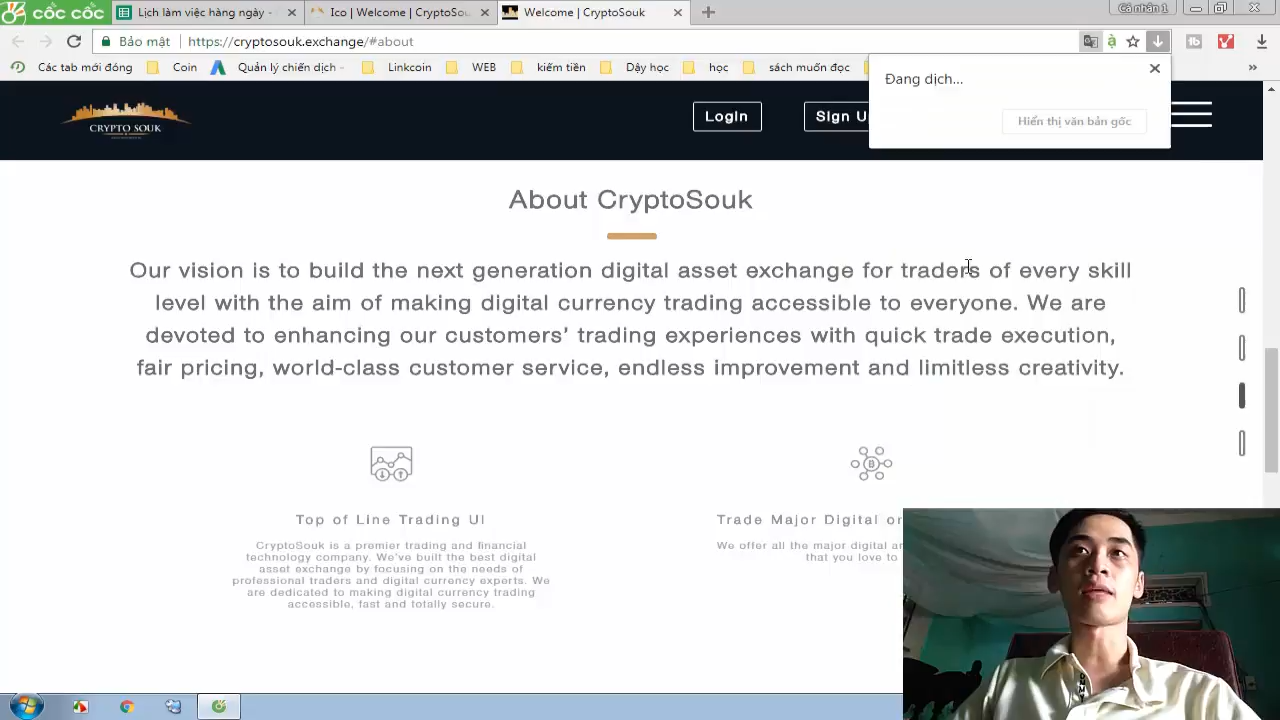 cốc cốc
Lịch làm việc hàng ngày -
Ico | Welcome | CryptoSou
Welcome | CryptoSouk
Cá nhân 1
Bảo mật
https://cryptosouk.exchange/#about
Các tab mới đóng
Coin
Quản lý chiến dịch -
Linkcoin
WEB
kiếm tiền
Dậy học
học
sách muốn đọc
»
Đang dịch...
Hiển thị văn bản gốc
CRYPTO SOUK
Login
Sign U
About CryptoSouk
Our vision is to build the next generation digital asset exchange for traders of every skill
level with the aim of making digital currency trading accessible to everyone. We are
devoted to enhancing our customers’ trading experiences with quick trade execution,
fair pricing, world-class customer service, endless improvement and limitless creativity.
Top of Line Trading UI
CryptoSouk is a premier trading and financial
technology company. We've built the best digital
asset exchange by focusing on the needs of
professional traders and digital currency experts. We
are dedicated to making digital currency trading
accessible, fast and totally secure.
Trade Major Digital or
We offer all the major digital an
that you love to